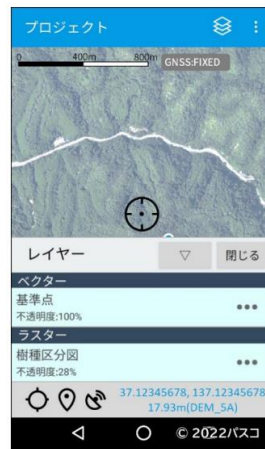 プロジェクト
0 400m 800m GNSS:FIXED
レイヤー ▽ 閉じる
ベクター
基準点
不透明度:100%
ラスター
樹種区分図
不透明度:28%
37.12345678, 137.12345678
17.93m(DEM_5A)
© 2022パスコ